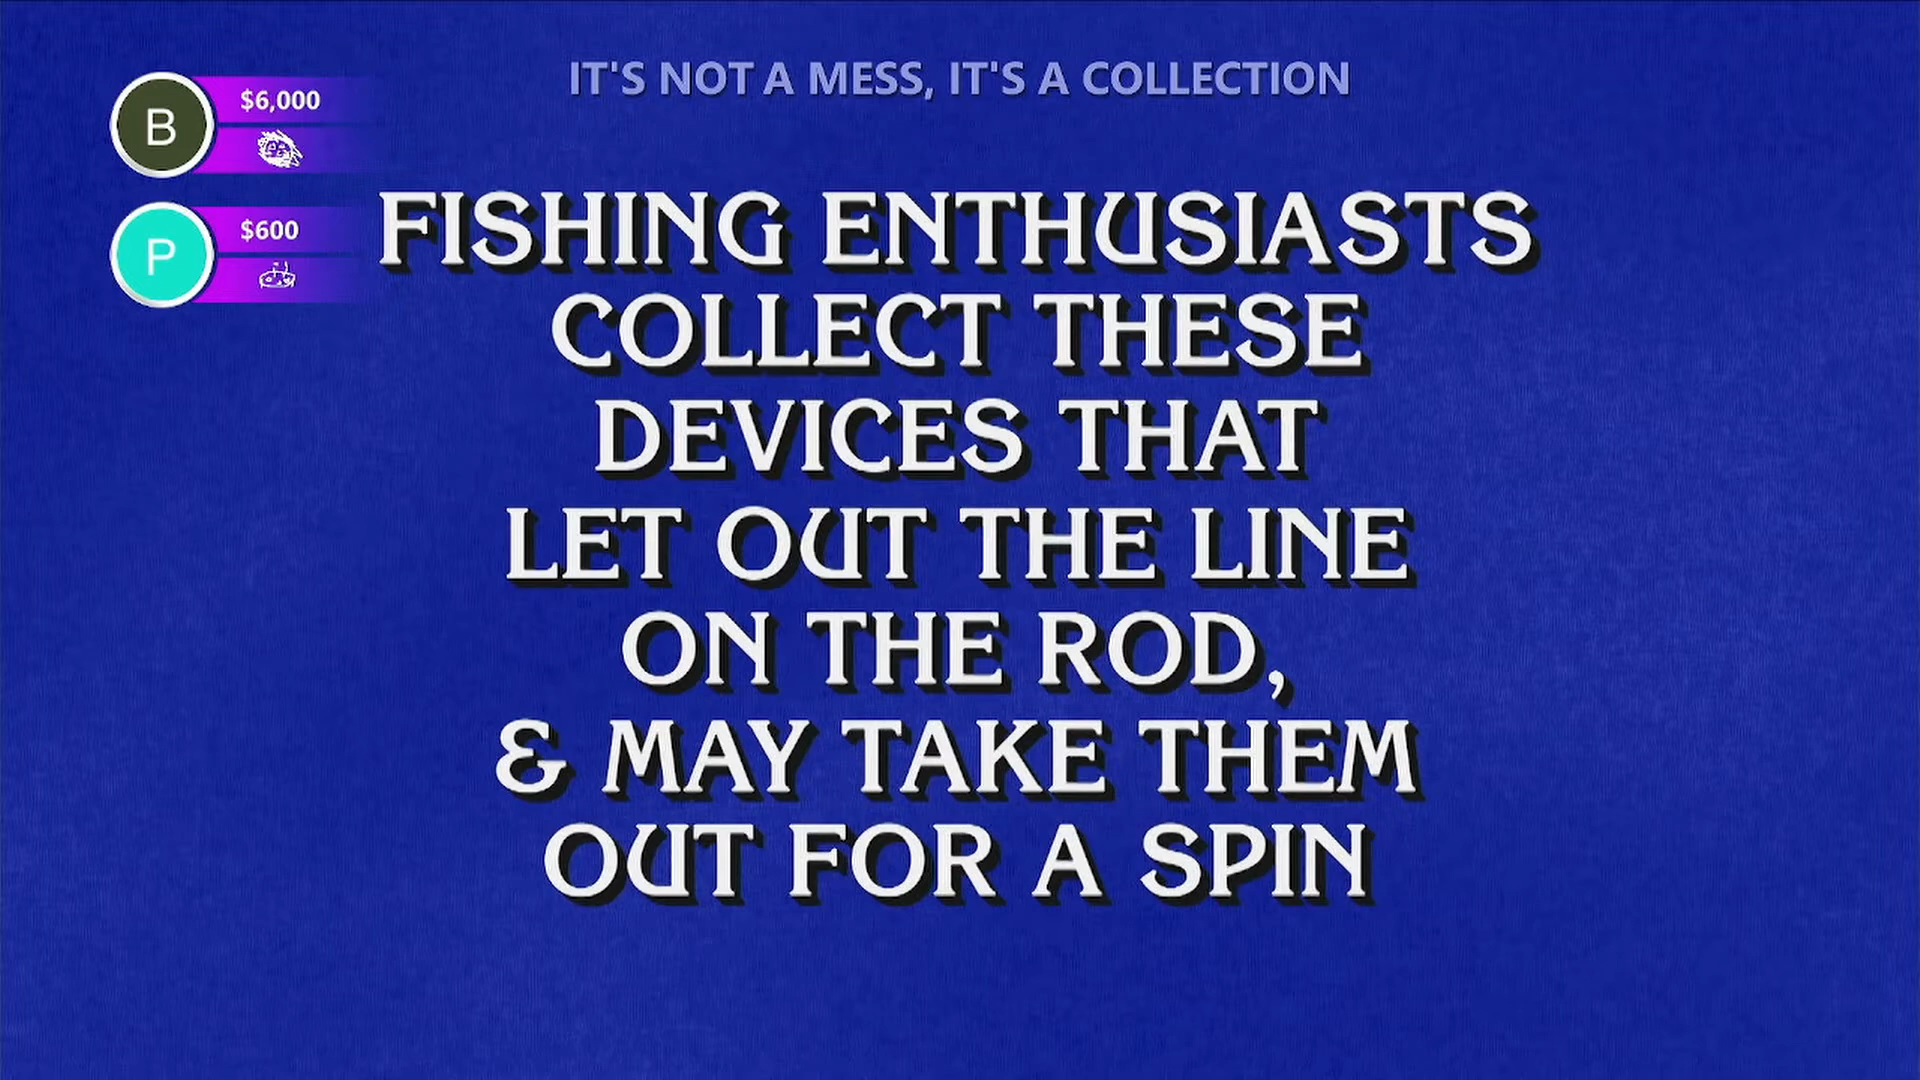 IT'S NOT A MESS, IT'S A COLLECTION
B
$6,000
P
$600
FISHING ENTHUSIASTS
COLLECT THESE
DEVICES THAT
LET OUT THE LINE
ON THE ROD,
& MAY TAKE THEM
OUT FOR A SPIN